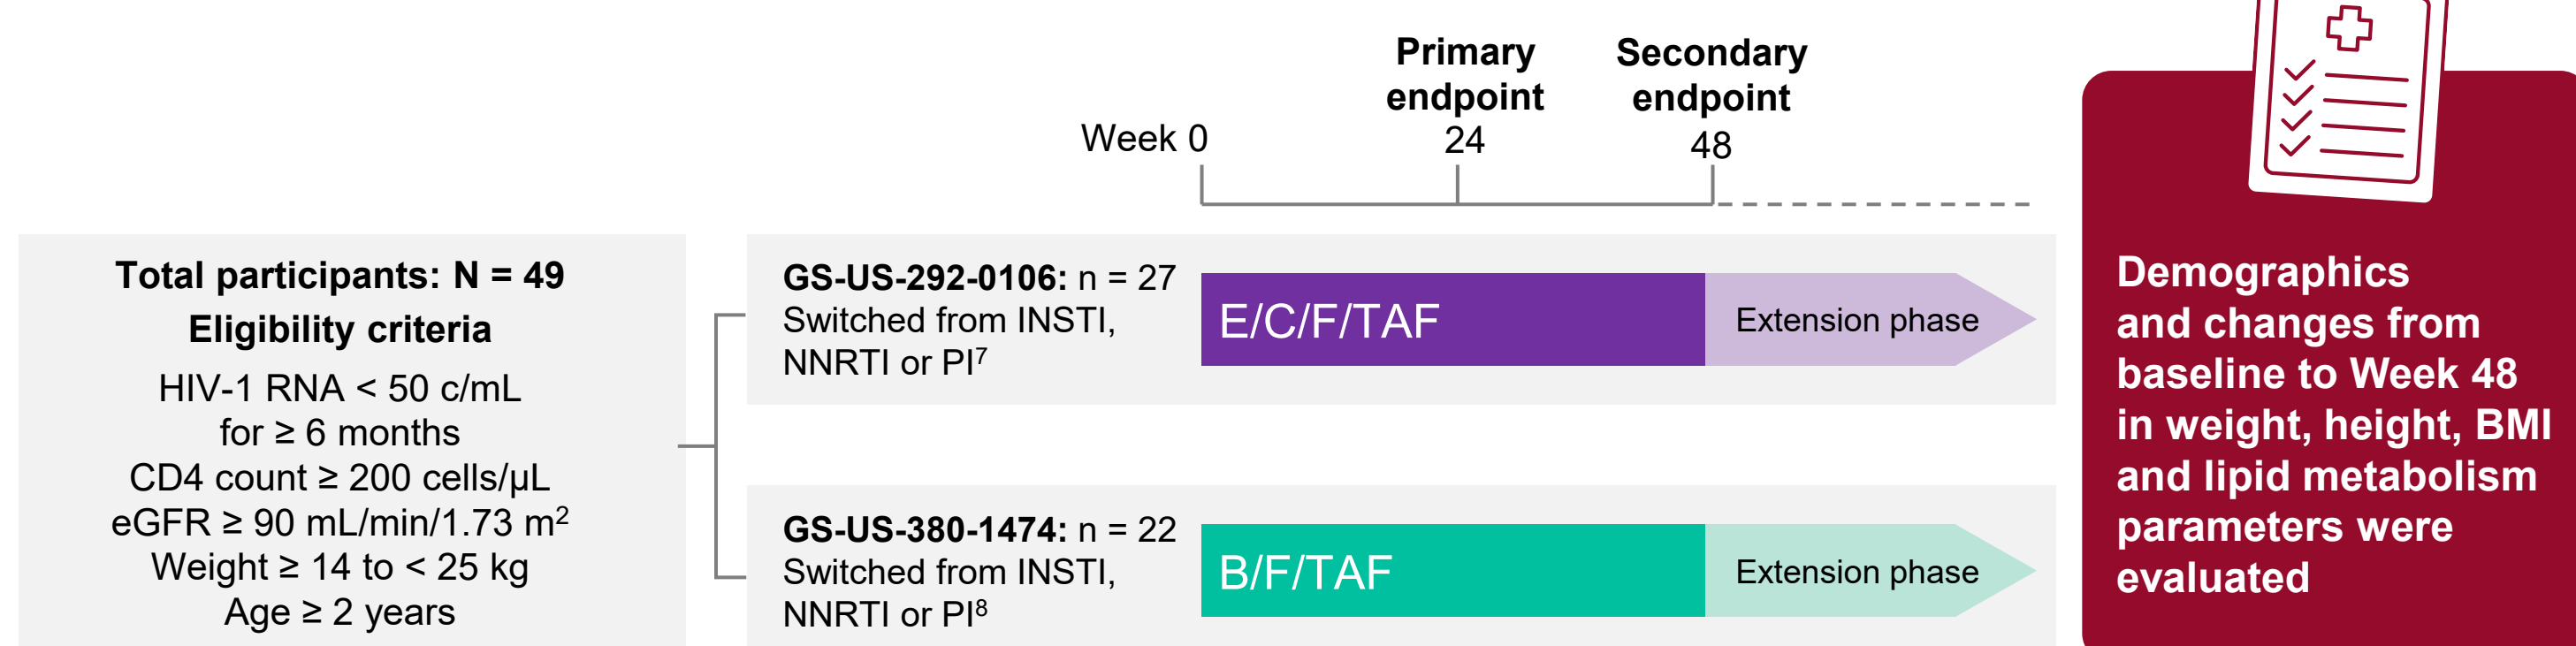 Primary
endpoint
24
Secondary
endpoint
48
Week 0
Total participants: N = 49
Eligibility criteria
HIV-1 RNA < 50 c/mL
for ≥ 6 months
CD4 count ≥ 200 cells/μL
eGFR ≥ 90 mL/min/1.73 m²
Weight ≥ 14 to < 25 kg
Age ≥ 2 years
GS-US-292-0106: n = 27
Switched from INSTI,
NNRTI or PI⁷
E/C/F/TAF
Extension phase
GS-US-380-1474: n = 22
Switched from INSTI,
NNRTI or PI⁸
B/F/TAF
Extension phase
Demographics
and changes from
baseline to Week 48
in weight, height, BMI
and lipid metabolism
parameters were
evaluated